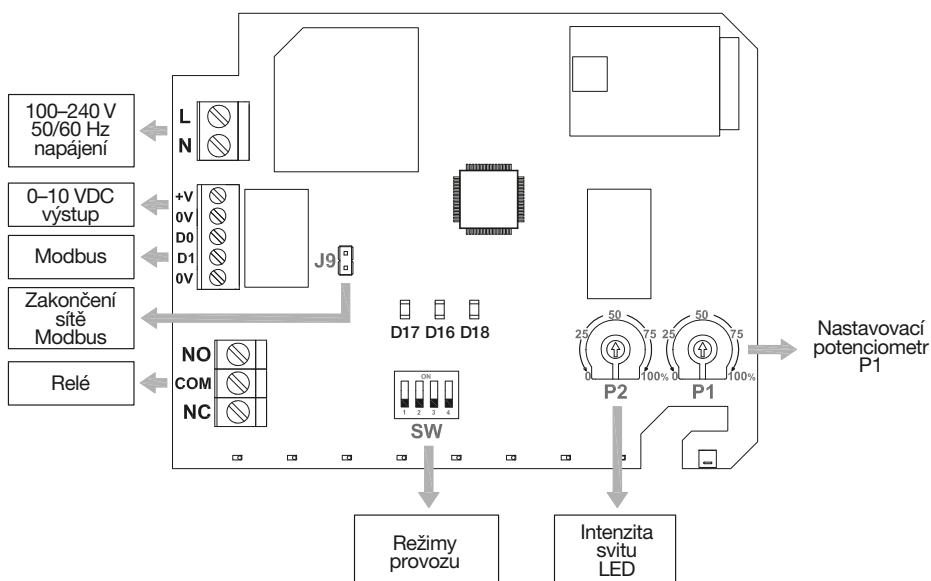 100–240 V
50/60 Hz
napájení
L
N
0–10 VDC
výstup
+V
0V
D0
D1
0V
Modbus
J9
Zakončení
sítě
Modbus
D17 D16 D18
NO
COM
NC
Relé
ON
1 2 3 4
SW
0 25 50 75 100%
P2
0 25 50 75 100%
P1
Nastavovací
potenciometr
P1
Režimy
provozu
Intenzita
svitu
LED